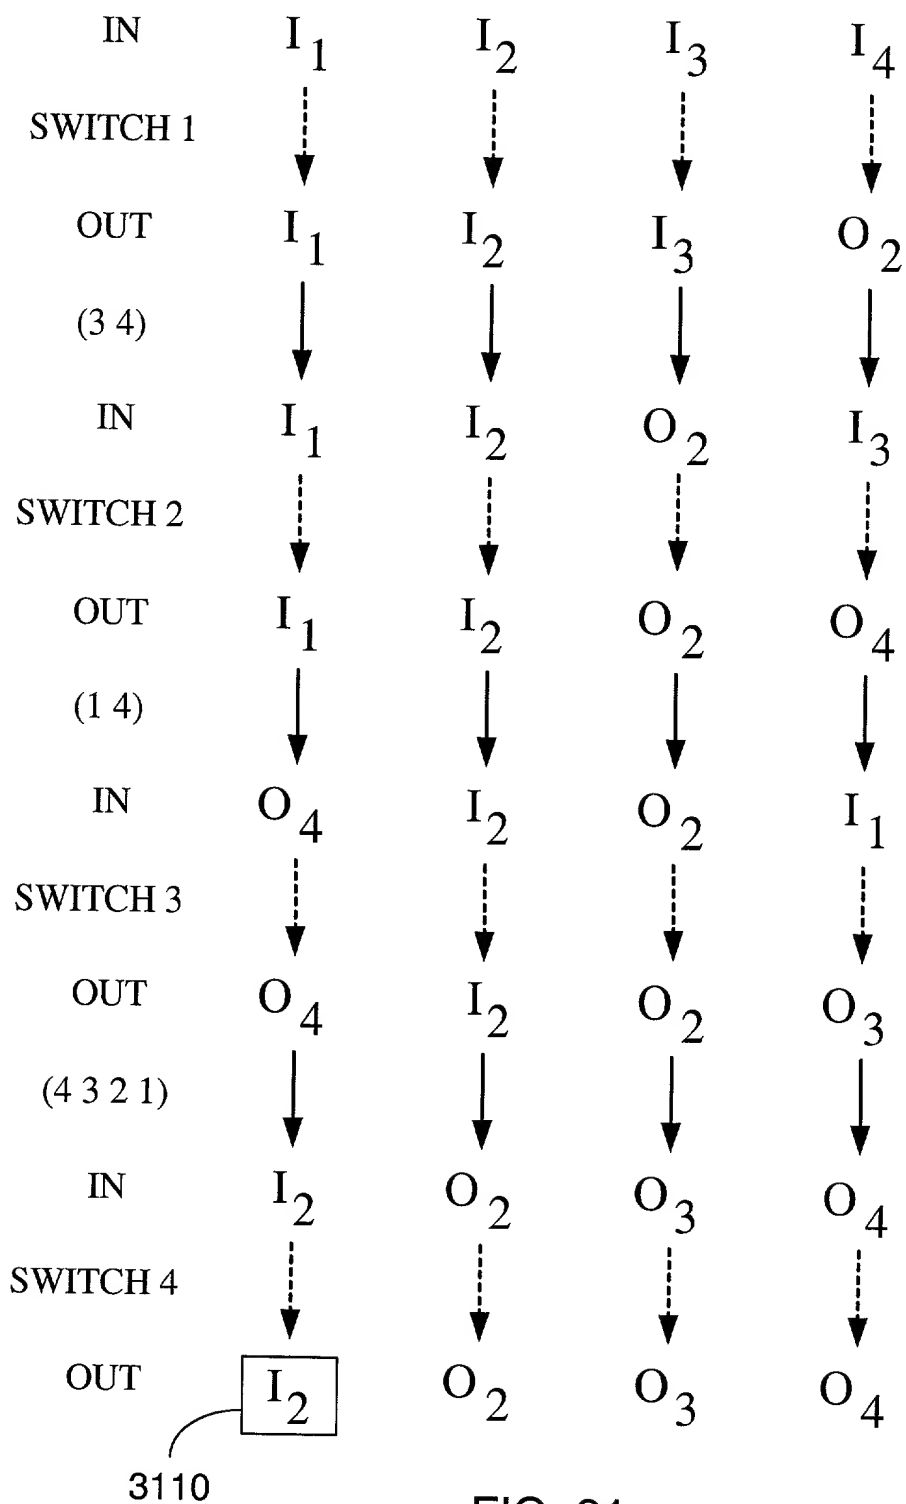 IN I1 I2 I3 I4
SWITCH 1
OUT I1 I2 I3 O2
(3 4)
IN I1 I2 O2 I3
SWITCH 2
OUT I1 I2 O2 O4
(1 4)
IN O4 I2 O2 I1
SWITCH 3
OUT O4 I2 O2 O3
(4 3 2 1)
IN I2 O2 O3 O4
SWITCH 4
OUT I2 O2 O3 O4
3110